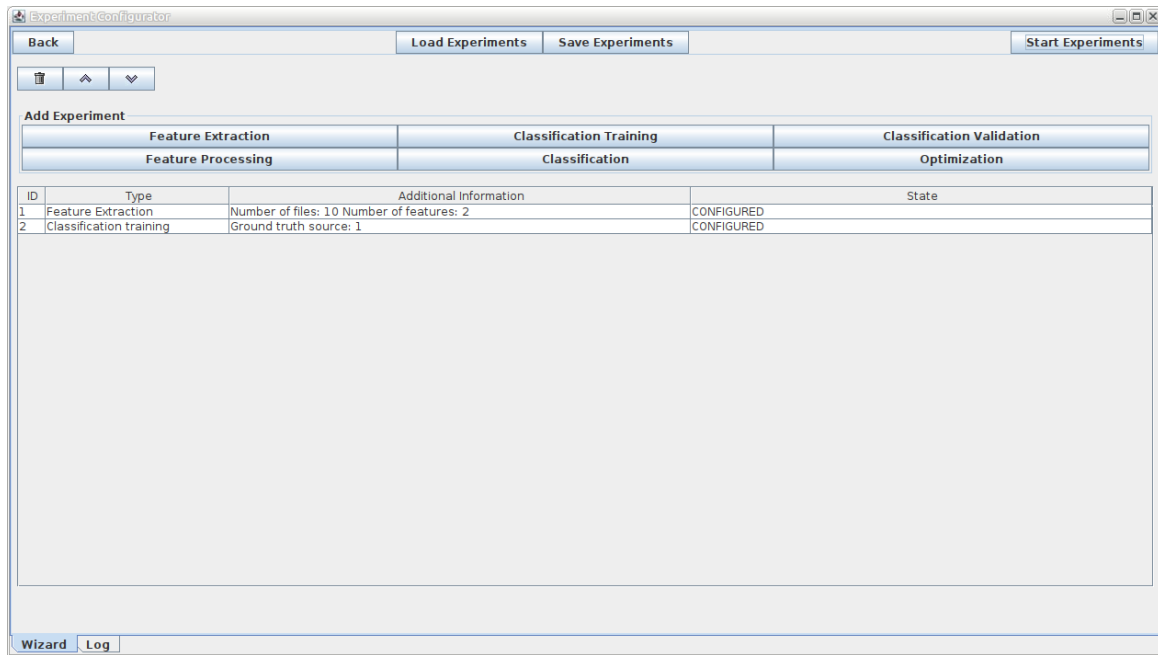 Experiment Configurator
Back Load Experiments Save Experiments Start Experiments
Add Experiment
Feature Extraction Classification Training Classification Validation
Feature Processing Classification Optimization
ID Type Additional Information State
1 Feature Extraction Number of files: 10 Number of features: 2 CONFIGURED
2 Classification training Ground truth source: 1 CONFIGURED
Wizard Log